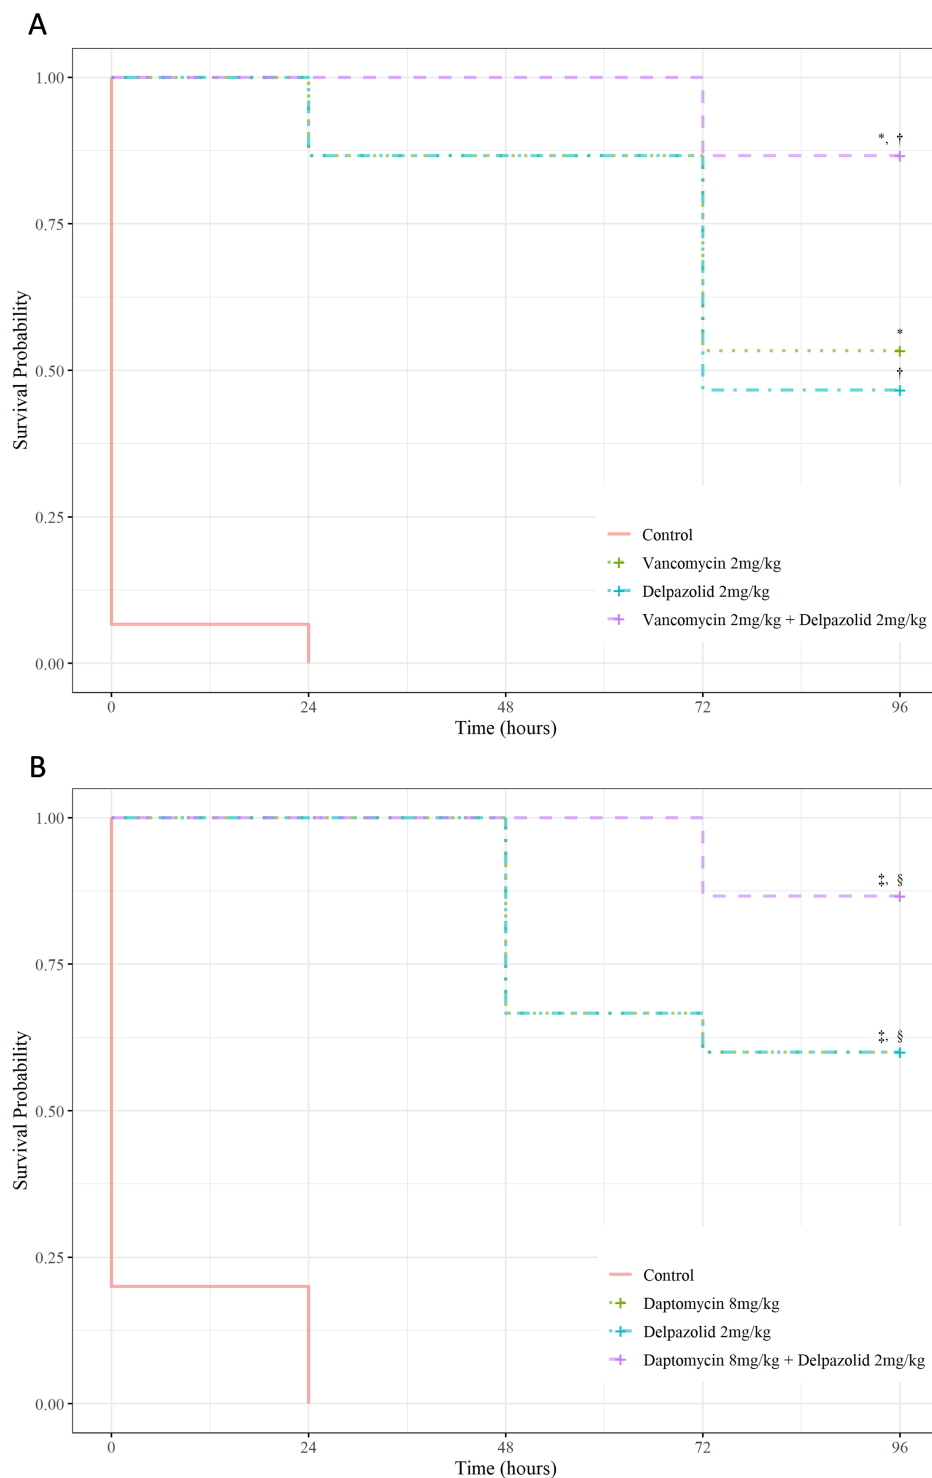 A
1.00
0.75
0.50
0.25
0.00
Survival Probability
*, †
*
†
Control
Vancomycin 2mg/kg
Delpazolid 2mg/kg
Vancomycin 2mg/kg + Delpazolid 2mg/kg
0 24 48 72 96
Time (hours)
B
1.00
0.75
0.50
0.25
0.00
Survival Probability
‡, §
‡, §
Control
Daptomycin 8mg/kg
Delpazolid 2mg/kg
Daptomycin 8mg/kg + Delpazolid 2mg/kg
0 24 48 72 96
Time (hours)